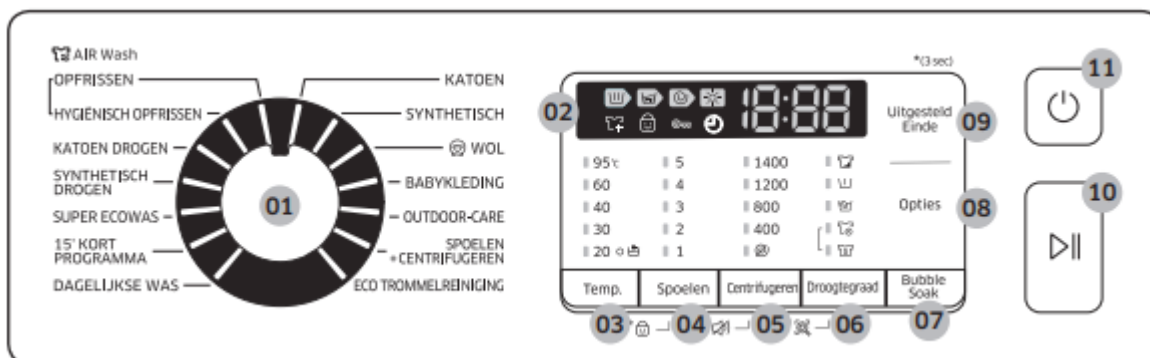 AIR Wash
OPFRISSEN
HYGIËNISCH OPFRISSEN
KATOEN DROGEN
SYNTHETISCH
DROGEN
SUPER ECOWAS
15' KORT
PROGRAMMA
DAGELIJKSE WAS
01
KATOEN
SYNTHETISCH
WOL
BABYKLEDING
OUTDOOR-CARE
SPOELEN
+CENTRIFUGEREN
ECO TROMMELREINIGING
*(3 sec)
02
18:88
95℃ 5 1400
60 4 1200
40 3 800
30 2 400
20 1
Uitgesteld
Einde
09
Opties
08
Temp. Spoelen Centrifugeren Droogtegraad Bubble
Soak
03 04 05 06 07
11
10